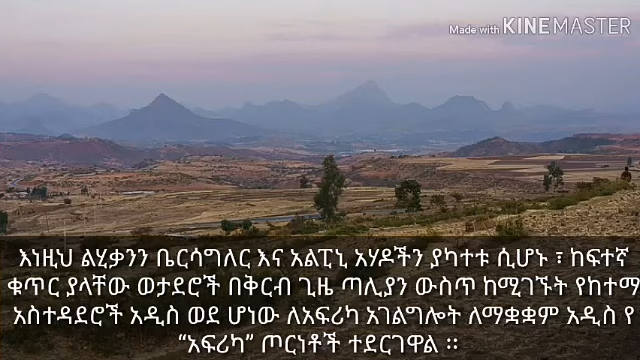 Made with KINEMASTER
እነዚህ ልሂቃንን ቤርሳግለር እና አልፒኒ አሃዶችን ያካተቱ ሲሆኑ ፣ ከፍተኛ
ቁጥር ያላቸው ወታደሮች በቅርብ ጊዜ ጣሊያን ውስጥ ከሚገኙት የከተማ
አስተዳደሮች አዲስ ወደ ሆነው ለአፍሪካ አገልግሎት ለማቋቋም አዲስ የ
“አፍሪካ” ጦርነቶች ተደርገዋል ።